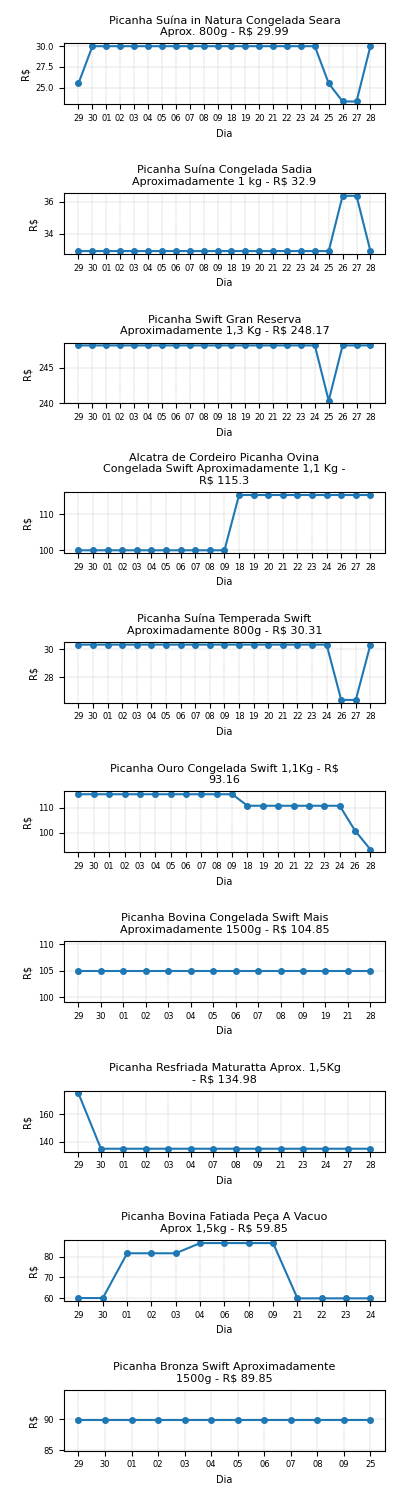 Picanha Suína in Natura Congelada Seara
Aprox. 800g - R$ 29.99
30.0
27.5
25.0
R$
29 30 01 02 03 04 05 06 07 08 09 18 19 20 21 22 23 24 25 26 27 28
Dia
Picanha Suína Congelada Sadia
Aproximadamente 1 kg - R$ 32.9
36
34
R$
29 30 01 02 03 04 05 06 07 08 09 18 19 20 21 22 23 24 25 26 27 28
Dia
Picanha Swift Gran Reserva
Aproximadamente 1,3 Kg - R$ 248.17
245
240
R$
29 30 01 02 03 04 05 06 07 08 09 18 19 20 21 22 23 24 25 26 27 28
Dia
Alcatra de Cordeiro Picanha Ovina
Congelada Swift Aproximadamente 1,1 Kg -
R$ 115.3
110
100
R$
29 30 01 02 03 04 05 06 07 08 09 18 19 20 21 22 23 24 26 27 28
Dia
Picanha Suína Temperada Swift
Aproximadamente 800g - R$ 30.31
30
28
R$
29 30 01 02 03 04 05 06 07 08 09 18 19 20 21 22 23 24 26 27 28
Dia
Picanha Ouro Congelada Swift 1,1Kg - R$
93.16
110
100
R$
29 30 01 02 03 04 05 06 07 08 09 18 19 20 21 22 23 24 26 28
Dia
Picanha Bovina Congelada Swift Mais
Aproximadamente 1500g - R$ 104.85
110
105
100
R$
29 30 01 02 03 04 05 06 07 08 09 19 21 28
Dia
Picanha Resfriada Maturatta Aprox. 1,5Kg
- R$ 134.98
160
140
R$
29 30 01 02 03 04 07 08 09 21 23 24 27 28
Dia
Picanha Bovina Fatiada Peça A Vacuo
Aprox 1,5kg - R$ 59.85
80
70
60
R$
29 30 01 02 03 04 06 08 09 21 22 23 24
Dia
Picanha Bronza Swift Aproximadamente
1500g - R$ 89.85
90
85
R$
29 30 01 02 03 04 05 06 07 08 09 25
Dia